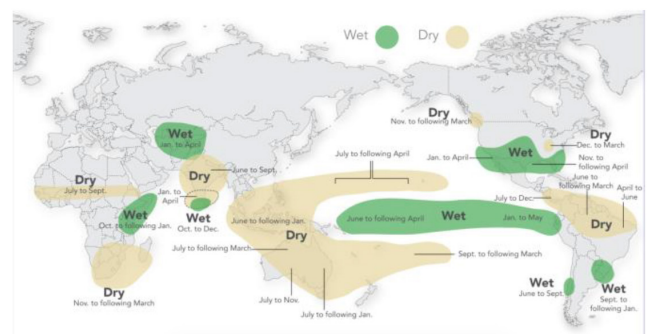 Wet Dry
Dry
Nov. to following March
Dry
Dec. to March
Wet
Jan. to April
Jan. to April
Wet
Nov. to
following April
July to following April
Dry
June to Sept.
Dry
July to Sept.
Jan. to
April
July to Dec.
June to
following March
April to
June
Wet
Oct. to following Jan.
Wet
Oct. to Dec.
June to following Jan.
June to following April
Wet
Jan. to May
Dry
Dry
July to following March
Sept. to following March
Dry
Nov. to following March
July to Nov.
July to following Jan.
Wet
June to Sept.
Wet
Sept. to
following Jan.